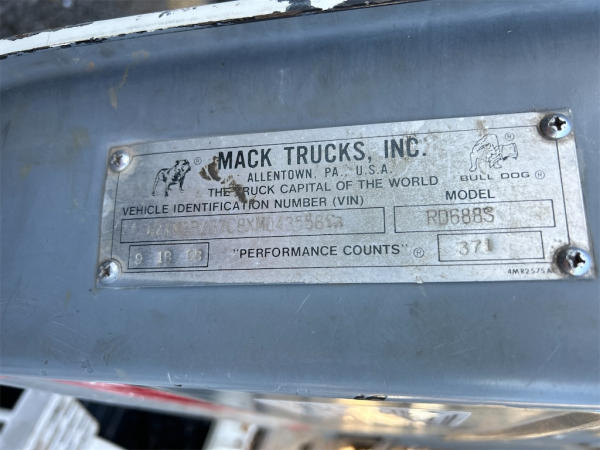 MACK TRUCKS, INC.
ALLENTOWN, PA., U.S.A.
THE TRUCK CAPITAL OF THE WORLD
BULL DOG ®
VEHICLE IDENTIFICATION NUMBER (VIN)
MODEL
RD688S
"PERFORMANCE COUNTS" ®
371
4MR2575A